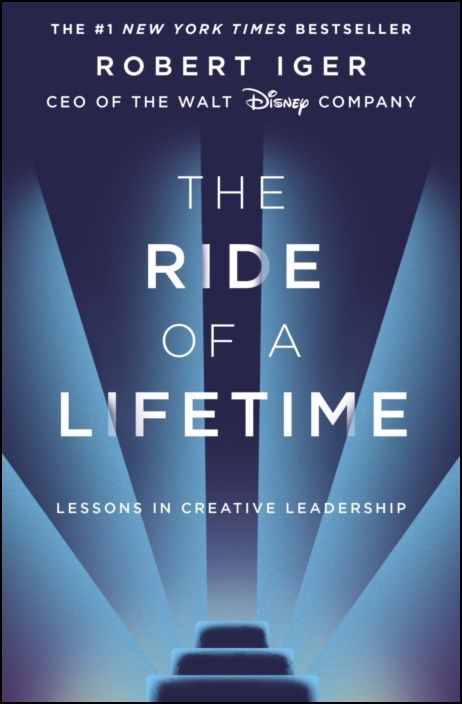 THE #1 NEW YORK TIMES BESTSELLER
ROBERT IGER
CEO OF THE WALT Disney COMPANY
THE
RIDE
OF A
LIFETIME
LESSONS IN CREATIVE LEADERSHIP